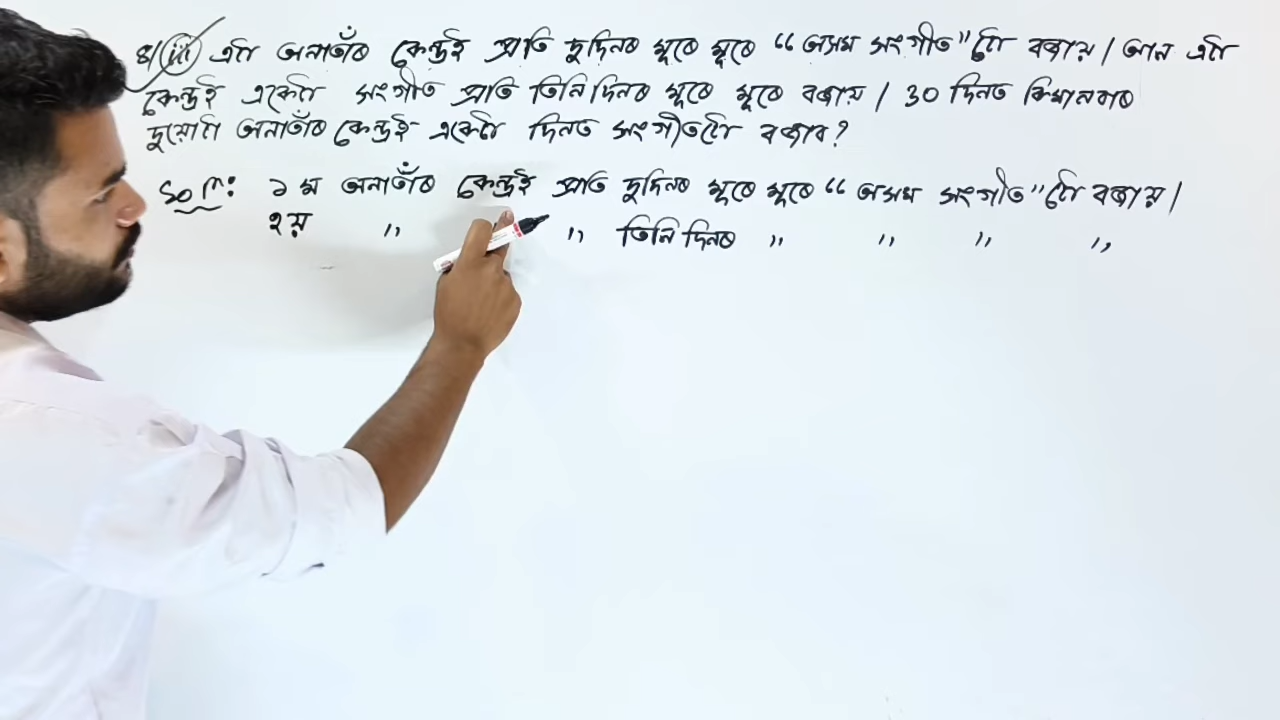 ৪|(iii) এটা অনাতাঁৰ কেন্দ্ৰই প্ৰতি দুদিনৰ মূৰে মূৰে “অসম সংগীত”টো বজায়। আন এটা
কেন্দ্ৰই একেটা সংগীত প্ৰতি তিনিদিনৰ মূৰে মূৰে বজায়। 30 দিনত কিমানবাৰ
দুয়োটা অনাতাঁৰ কেন্দ্ৰই একেটা দিনত সংগীতটো বজাব?
Soln: ১ম অনাতাঁৰ কেন্দ্ৰই প্ৰতি দুদিনৰ মূৰে মূৰে “অসম সংগীত”টো বজায়।
২য় " " তিনি দিনৰ " " " "